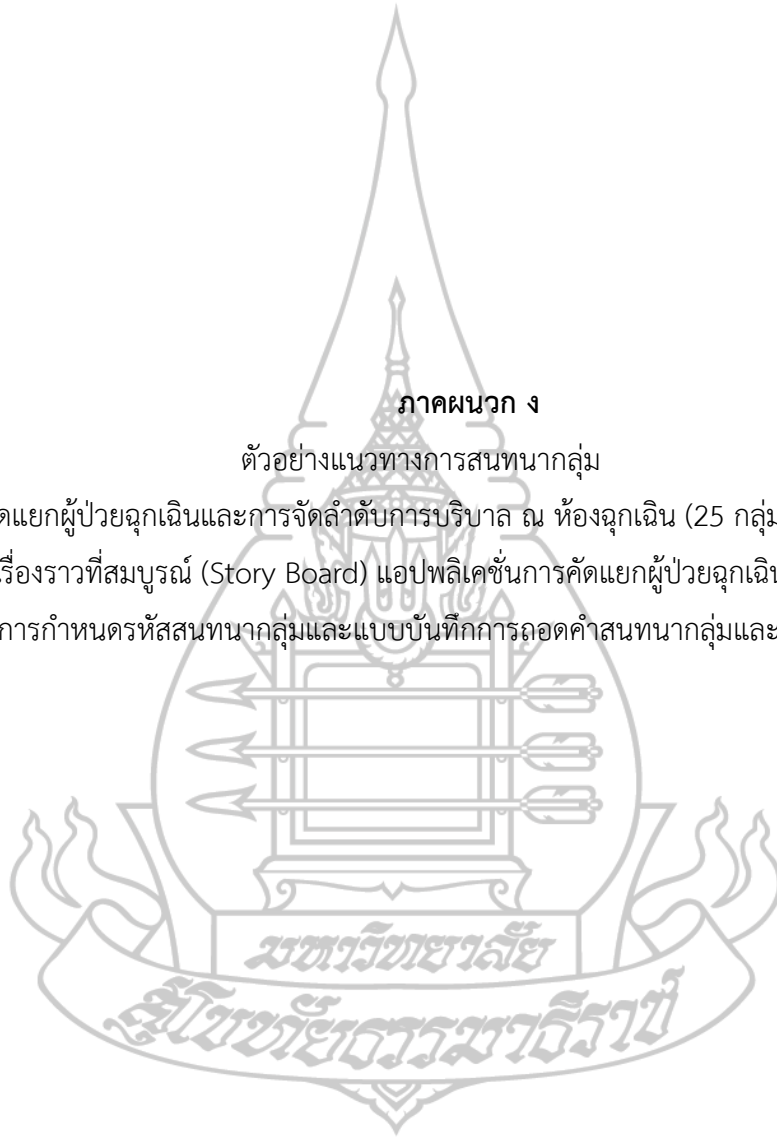 ภาคผนวก ง
ตัวอย่างแนวทางการสนทนากลุ่ม
ดแยกผู้ป่วยฉุกเฉินและการจัดลำดับการบริบาล ณ ห้องฉุกเฉิน (25 กลุ่ม
รื่องราวที่สมบูรณ์ (Story Board) แอปพลิเคชั่นการคัดแยกผู้ป่วยฉุกเฉิน
การกำหนดรหัสสนทนากลุ่มและแบบบันทึกการถอดคำสนทนากลุ่มและ
มหาวิทยาลัย
สุโขทัยธรรมาธิราช